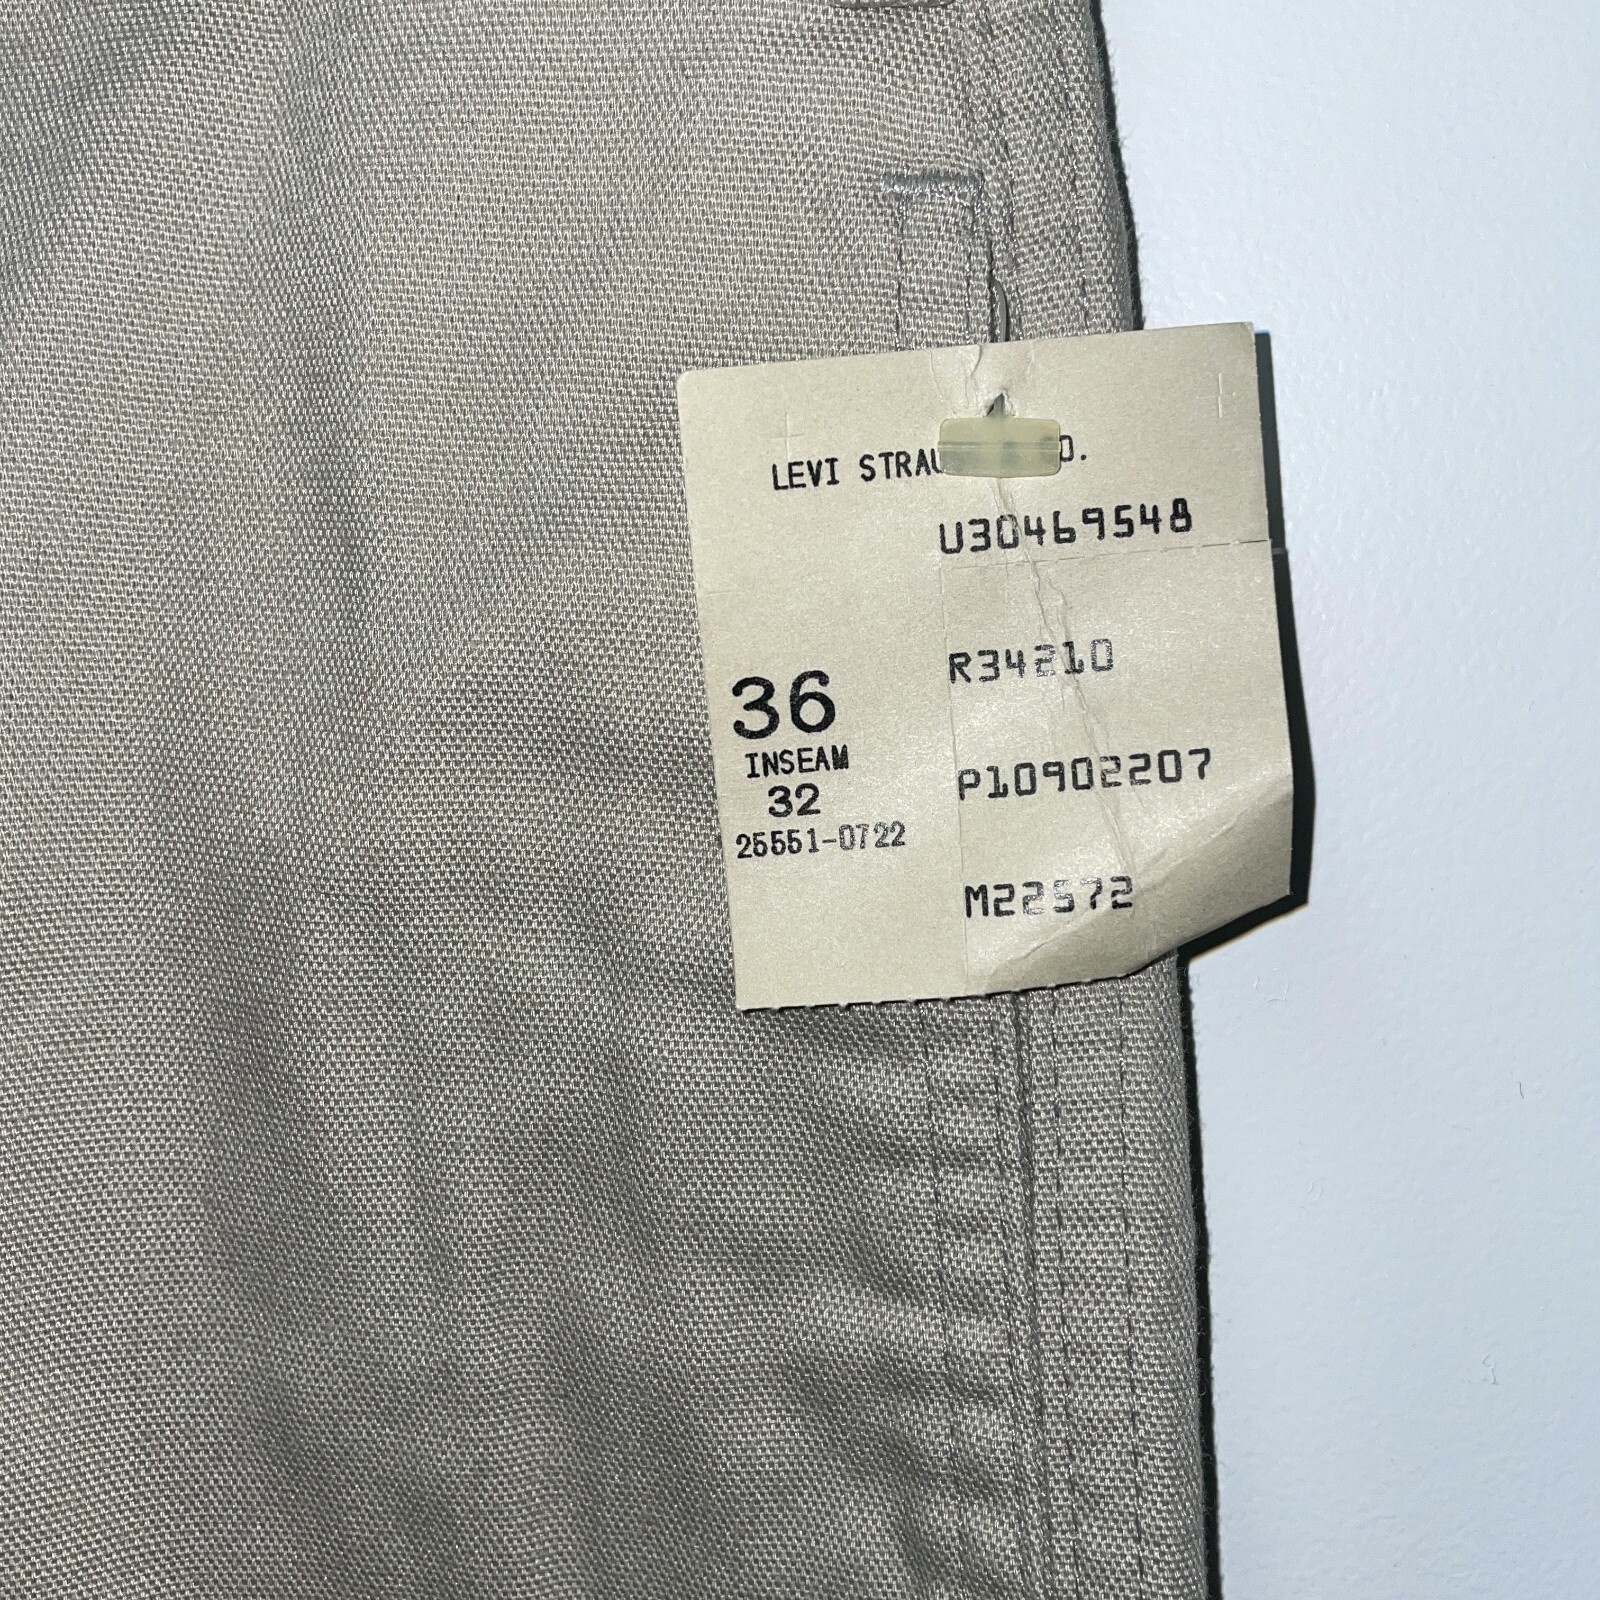 LEVI STRAU O.
U30469548
R34210
36
INSEAM
32
25551-0722
P10902207
M22572